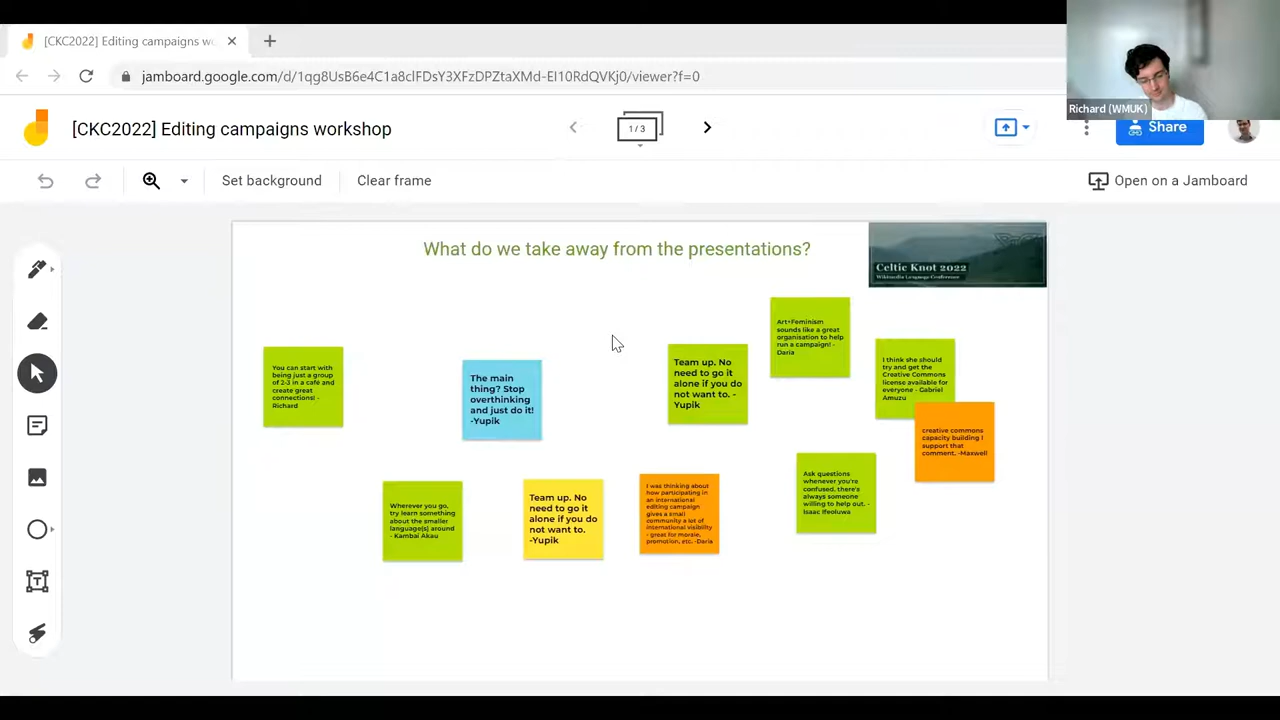 [CKC2022] Editing campaigns wo
jamboard.google.com/d/1qg8UsB6e4C1a8clFDsY3XFzDPZtaXMd-EI10RdQVKj0/viewer?f=0
Richard (WMUK)
[CKC2022] Editing campaigns workshop
1/3
Share
Set background
Clear frame
Open on a Jamboard
What do we take away from the presentations?
Celtic Knot 2022
Wikimedia Language Conference
You can start with
being just a group
of 2-3 in a café and
create great
connections! -
Richard
The main
thing? Stop
overthinking
and just do it!
-Yupik
Team up. No
need to go it
alone if you do
not want to. -
Yupik
Art+Feminism
sounds like a great
organisation to help
run a campaign! -
Daria
I think she should
try and get the
Creative Commons
license available for
everyone - Gabriel
Amuzu
creative commons
capacity building I
support that
comment. -Maxwell
Wherever you go,
try learn something
about the smaller
language(s) around
- Kambai Akau
Team up. No
need to go it
alone if you do
not want to.
-Yupik
I was thinking about
how participating in
an international
editing campaign
gives a small
community a lot of
international visibility
- great for morale,
promotion, etc. -Daria
Ask questions
whenever you're
confused, there's
always someone
willing to help out. -
Isaac Ifeoluwa